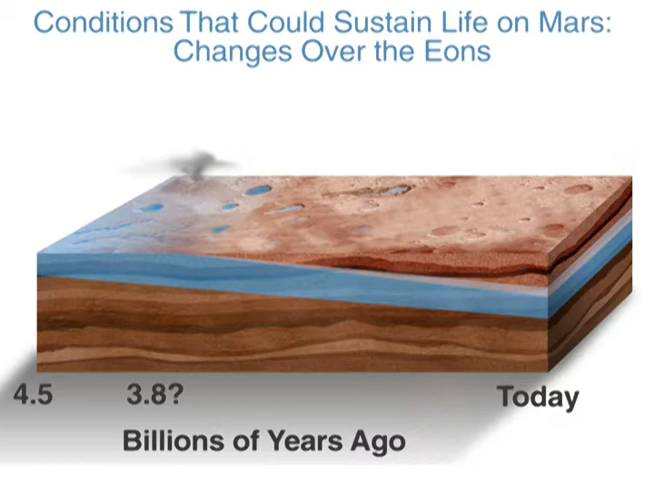 Conditions That Could Sustain Life on Mars:
Changes Over the Eons
4.5 3.8? Today
Billions of Years Ago